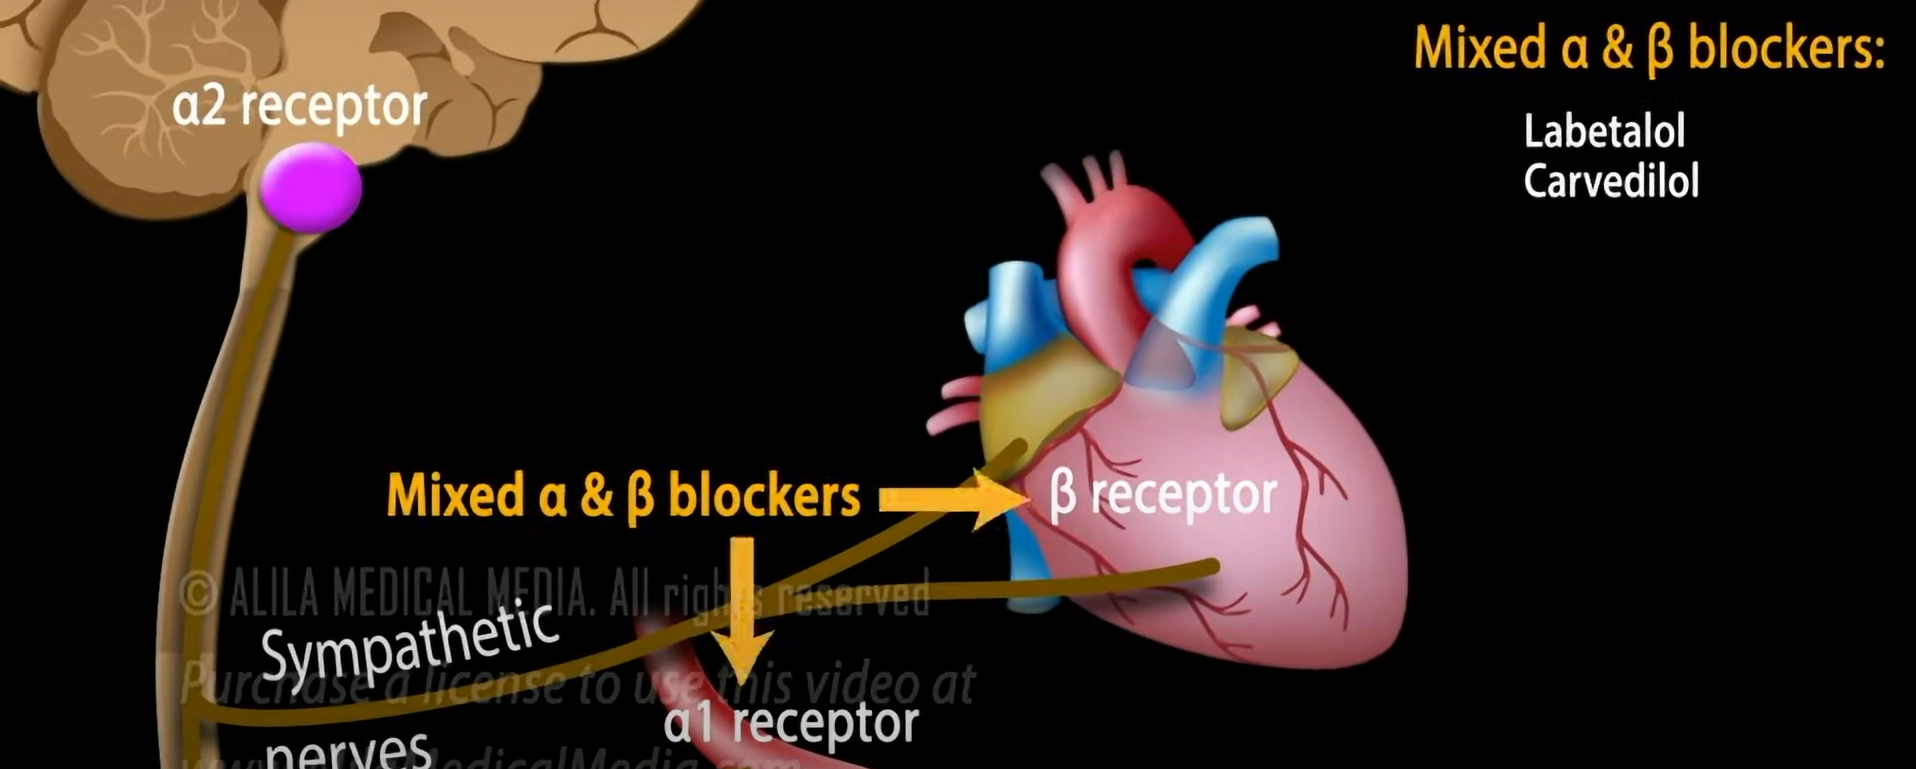 Mixed α & β blockers:
Labetalol
Carvedilol
α2 receptor
Mixed α & β blockers
β receptor
© ALILA MEDICAL MEDIA. All rights reserved
Sympathetic
Purchase a license to use this video at
α1 receptor
nerves